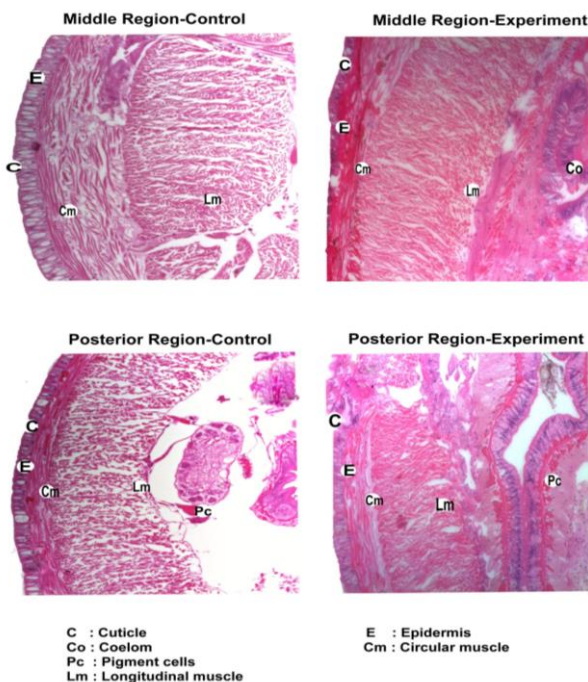 Middle Region-Control
Middle Region-Experiment
E
C
Cm
Lm
C
E
Cm
Lm
Co
Posterior Region-Control
Posterior Region-Experiment
C
E
Cm
Lm
Pc
C
E
Cm
Lm
Pc
C : Cuticle
Co : Coelom
Pc : Pigment cells
Lm : Longitudinal muscle
E : Epidermis
Cm : Circular muscle